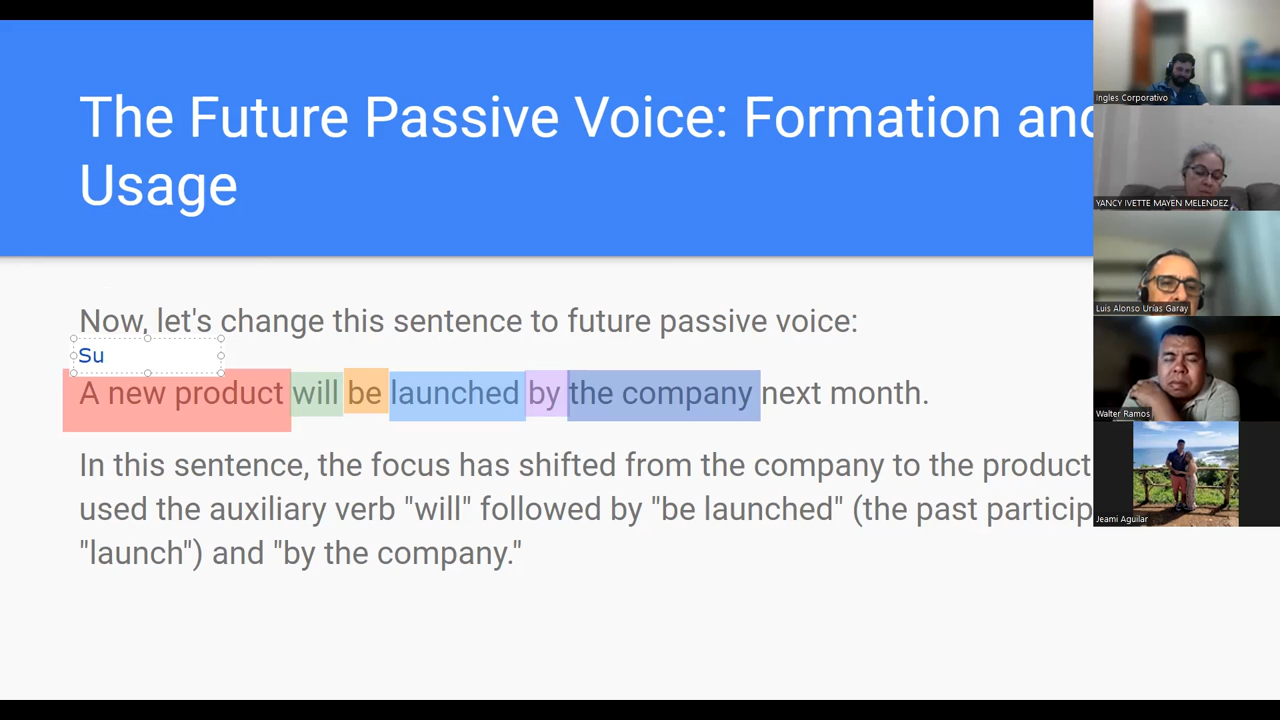 The Future Passive Voice: Formation and
Usage
Now, let's change this sentence to future passive voice:
Su
A new product will be launched by the company next month.
In this sentence, the focus has shifted from the company to the product
used the auxiliary verb "will" followed by "be launched" (the past particip
"launch") and "by the company."
Ingles Corporativo
YANCY IVETTE MAYEN MELENDEZ
Luis Alonso Urías Garay
Walter Ramos
Jeami Aguilar